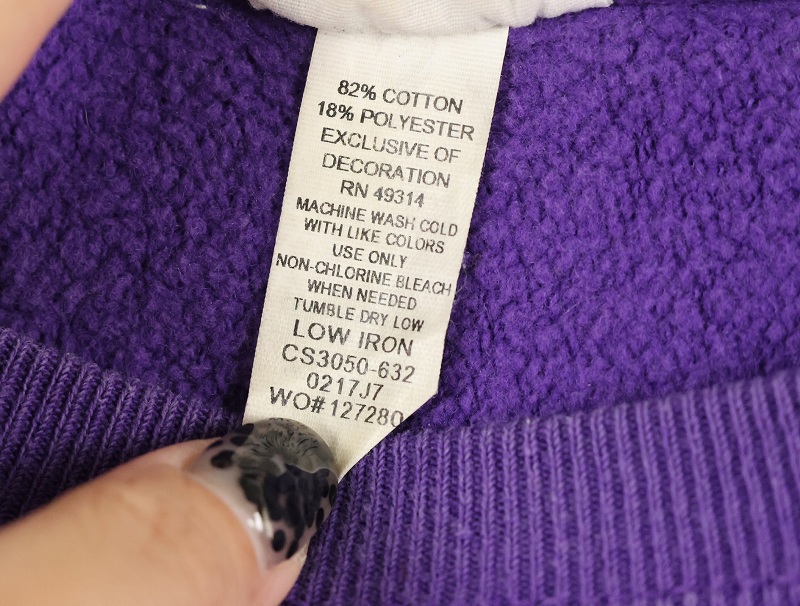 82% COTTON
18% POLYESTER
EXCLUSIVE OF
DECORATION
RN 49314
MACHINE WASH COLD
WITH LIKE COLORS
USE ONLY
NON-CHLORINE BLEACH
WHEN NEEDED
TUMBLE DRY LOW
LOW IRON
CS3050-632
0217J7
WO# 127280